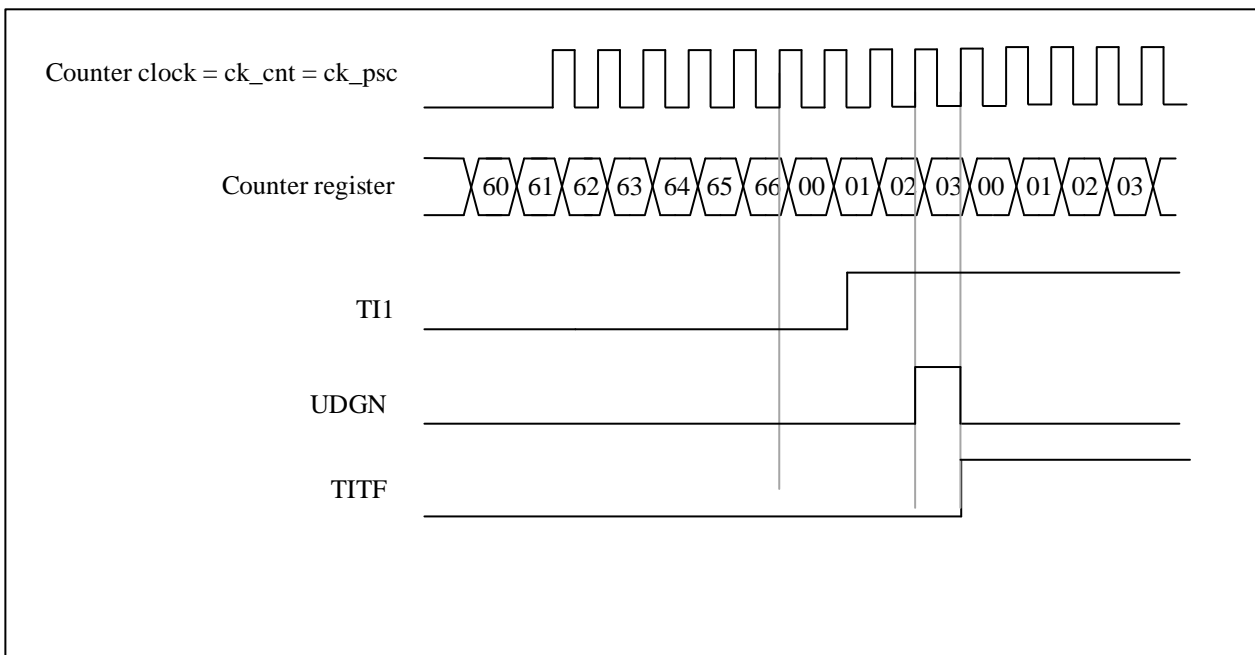 Counter clock = ck_cnt = ck_psc
Counter register 60 61 62 63 64 65 66 00 01 02 03 00 01 02 03
TI1
UDGN
TITF